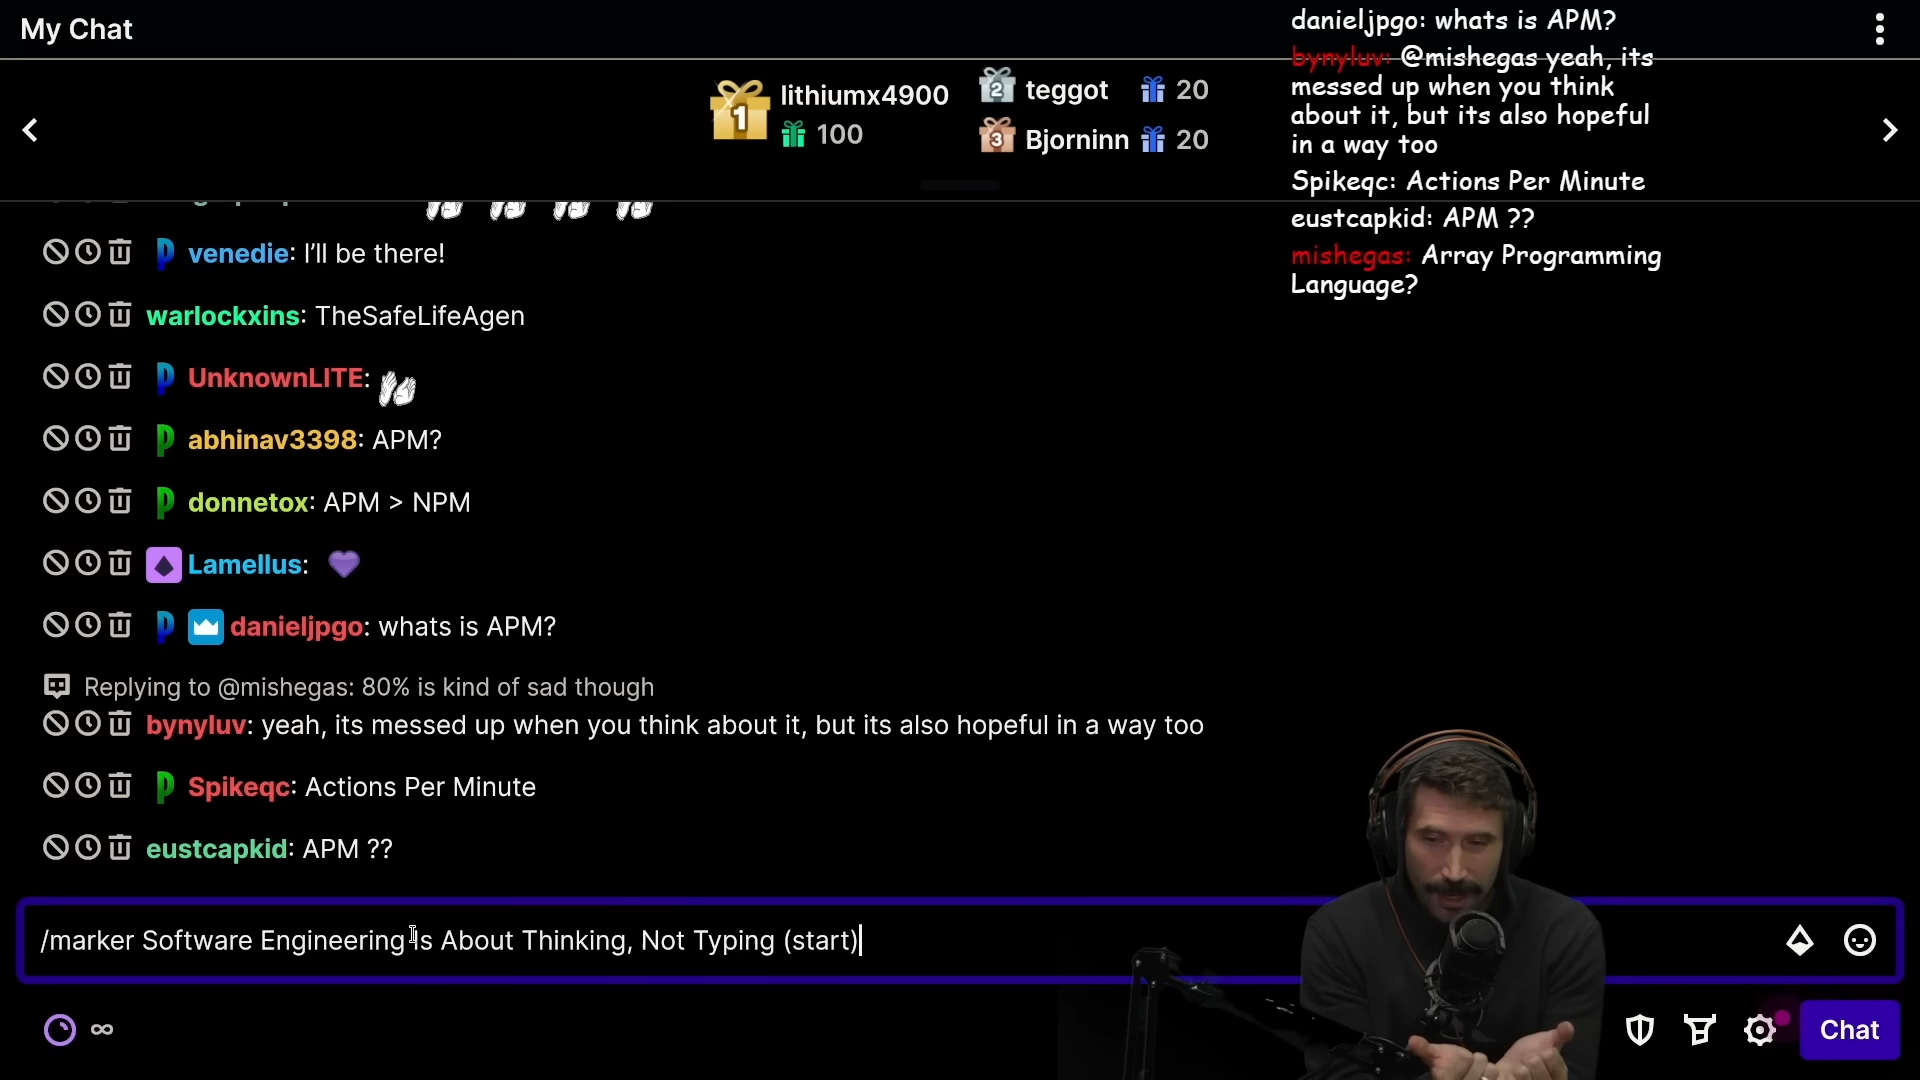 My Chat
lithiumx4900
100
teggot 20
Bjorninn 20
danieljpgo: whats is APM?
bynyluv: @mishegas yeah, its
messed up when you think
about it, but its also hopeful
in a way too
Spikeqc: Actions Per Minute
eustcapkid: APM ??
mishegas: Array Programming
Language?
venedie: I’ll be there!
warlockxins: TheSafeLifeAgen
UnknownLITE:
abhinav3398: APM?
donnetox: APM > NPM
Lamellus:
danieljpgo: whats is APM?
Replying to @mishegas: 80% is kind of sad though
bynyluv: yeah, its messed up when you think about it, but its also hopeful in a way too
Spikeqc: Actions Per Minute
eustcapkid: APM ??
/marker Software Engineering Is About Thinking, Not Typing (start)
∞
Chat